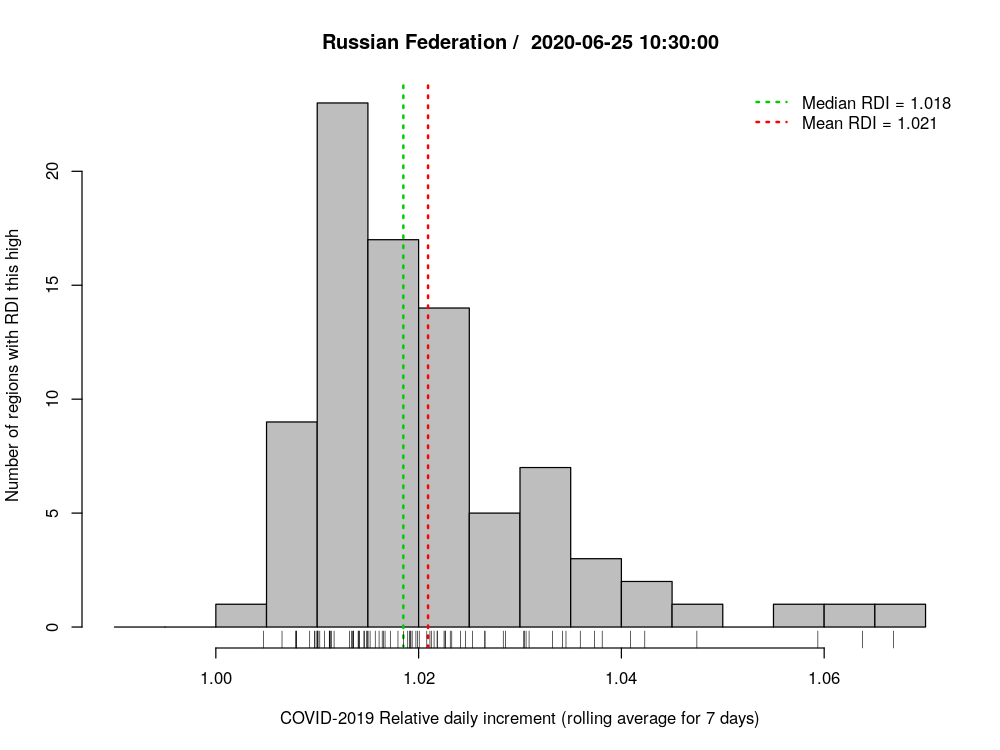 Russian Federation /  2020-06-25 10:30:00
Median RDI = 1.018
Mean RDI = 1.021
Number of regions with RDI this high
20
15
10
5
0
1.00 1.02 1.04 1.06
COVID-2019 Relative daily increment (rolling average for 7 days)